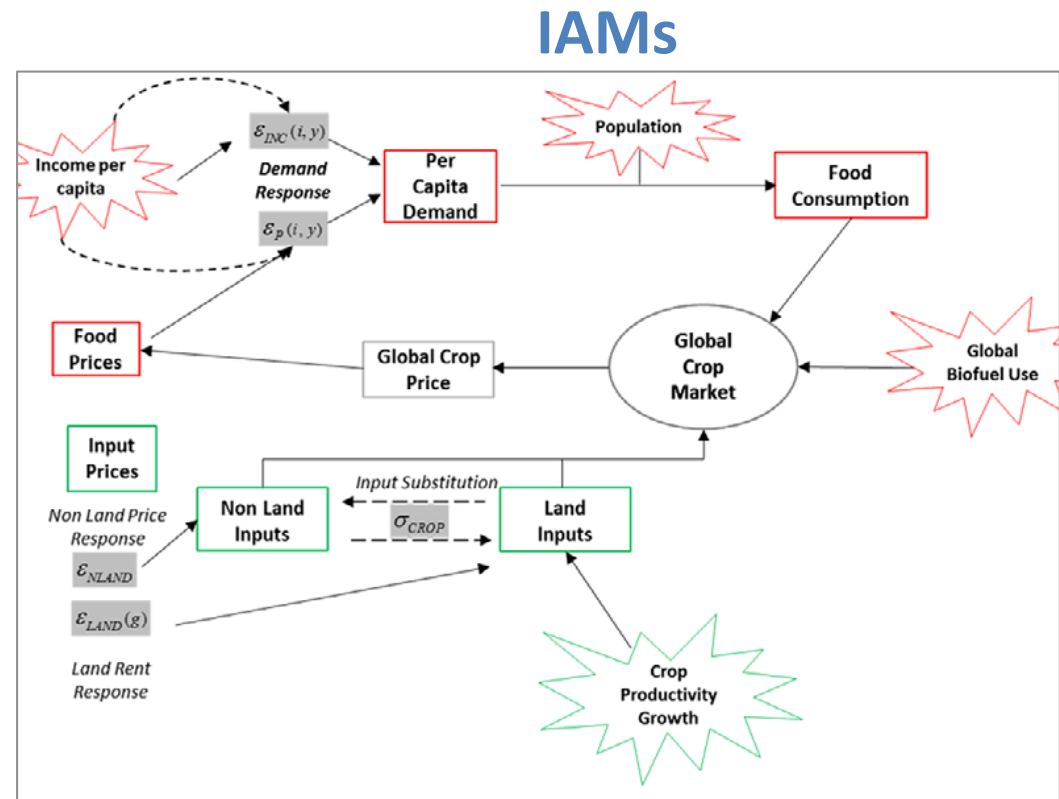 IAMs
Income per
capita
ε_INC(i, y)
Demand
Response
ε_P(i, y)
Per
Capita
Demand
Population
Food
Consumption
Food
Prices
Global Crop
Price
Global
Crop
Market
Global
Biofuel Use
Input
Prices
Non Land Price
Response
ε_NLAND
ε_LAND(g)
Land Rent
Response
Non Land
Inputs
Input Substitution
σ_CROP
Land
Inputs
Crop
Productivity
Growth